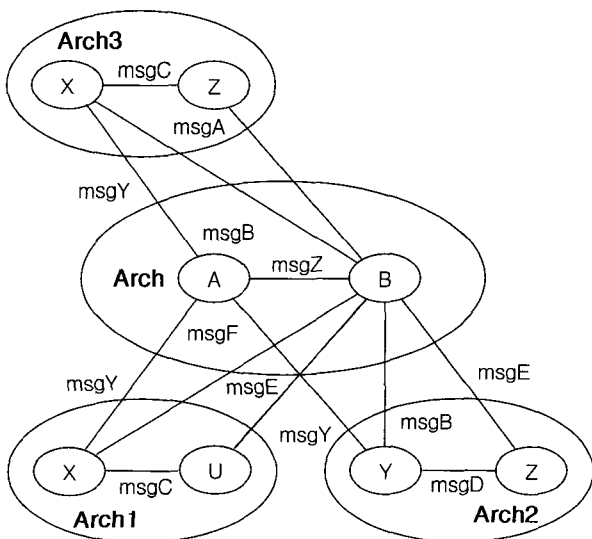 Arch3
msgC
X
Z
msgA
msgY
msgB
msgZ
Arch
A
B
msgF
msgY
msgE
msgE
msgY
msgB
X
U
Y
Z
msgC
msgD
Arch1
Arch2